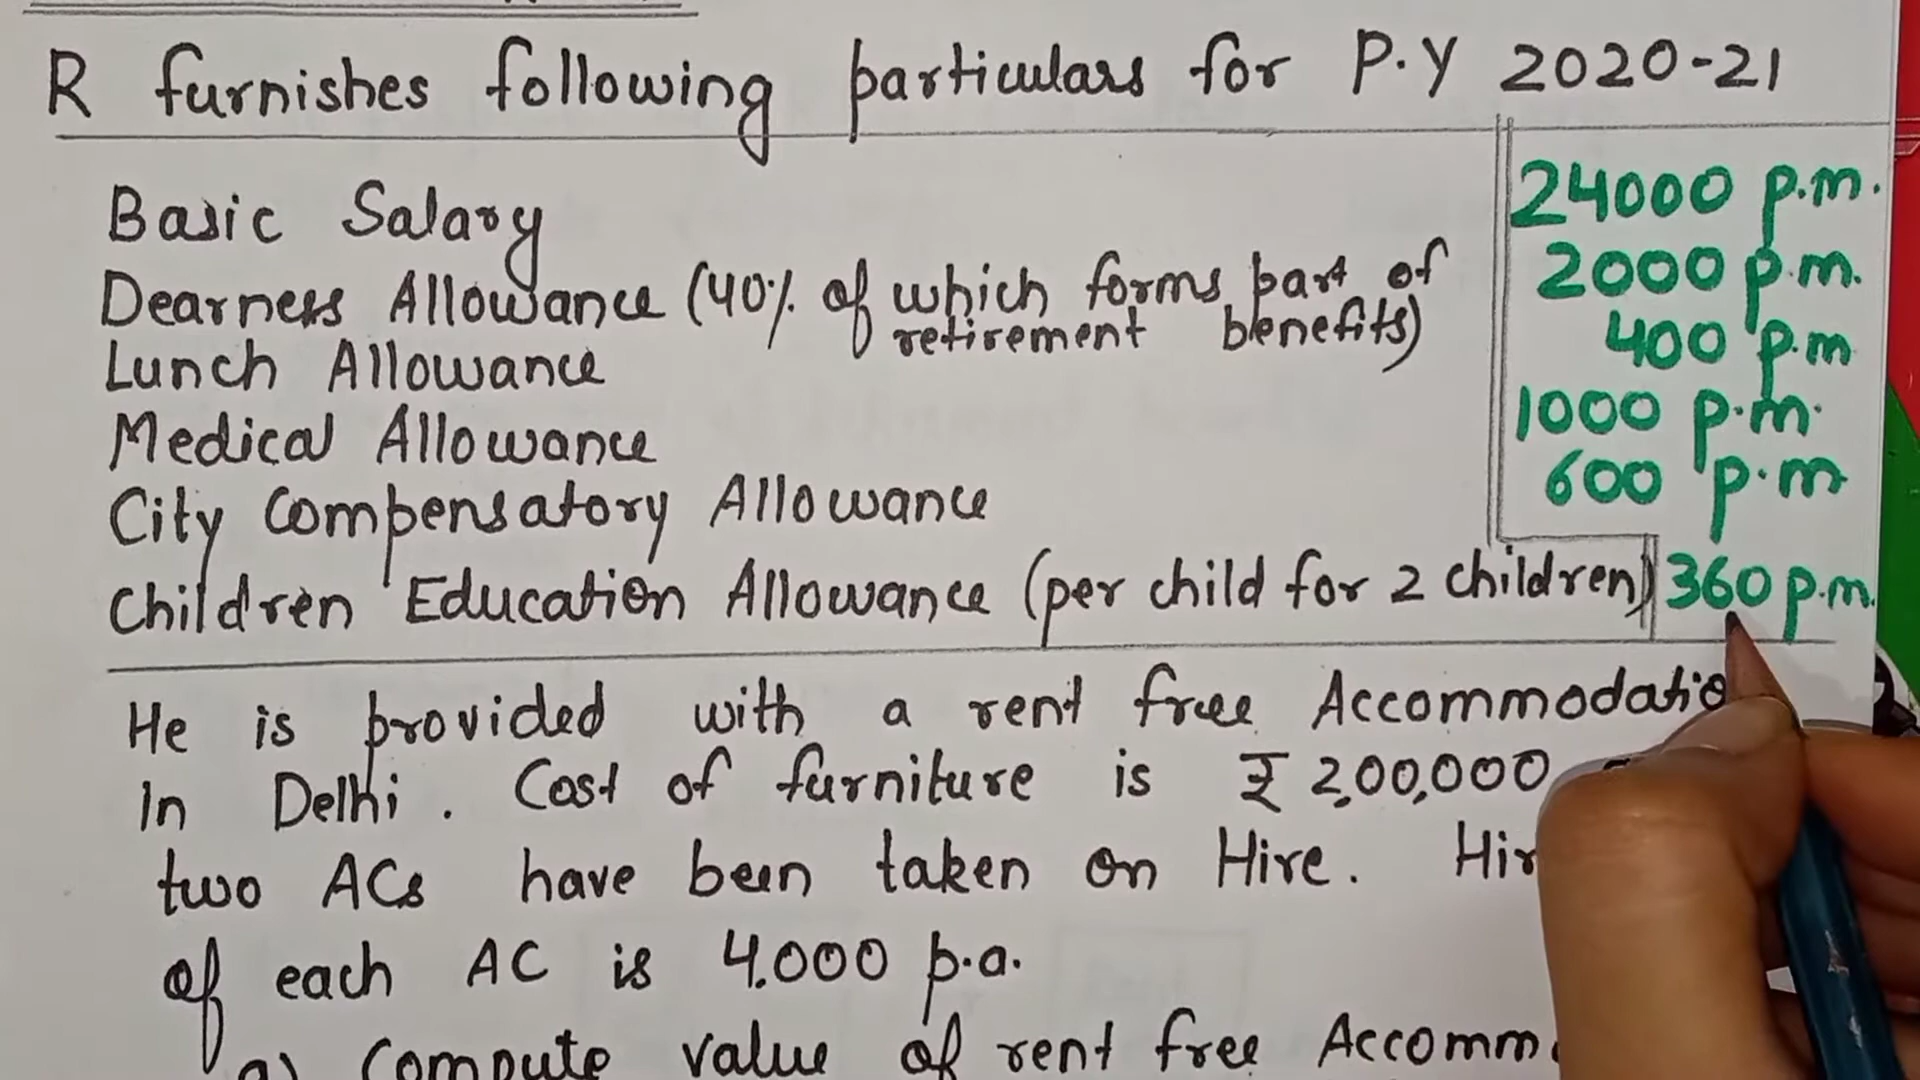 R furnishes following particulars for P.Y 2020-21
Basic Salary 24000 p.m.
Dearness Allowance (40% of which forms part of retirement benefits) 2000 p.m.
Lunch Allowance 400 p.m
Medical Allowance 1000 p.m.
City Compensatory Allowance 600 p.m
Children Education Allowance (per child for 2 children) 360 p.m.
He is provided with a rent free
In Delhi. Cost of furniture is ₹ 2,00,000
two ACs have been taken on Hire.
of each AC is 4,000 p.a.
a) Compute value of rent free